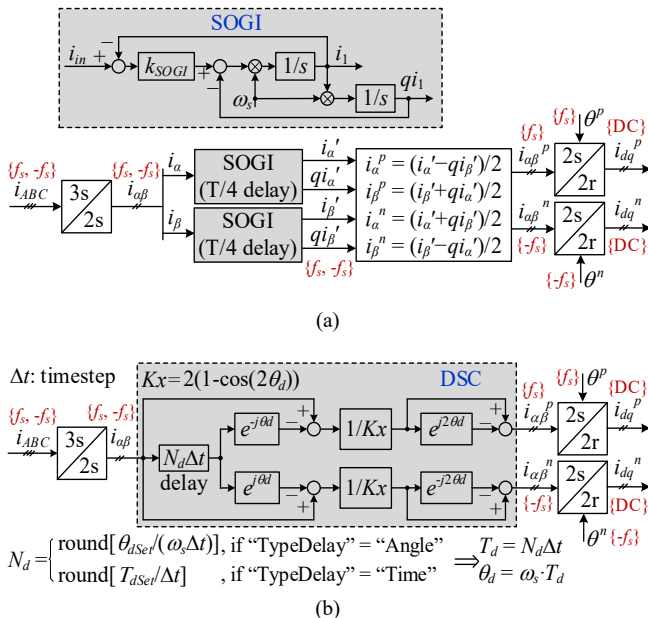 SOGI
i_in + −
k_SOGI + −
1/s
i_1
ω_s
1/s
qi_1
{f_s, -f_s}
i_ABC
3s
2s
{f_s, -f_s}
i_αβ
i_α
i_β
SOGI
(T/4 delay)
SOGI
(T/4 delay)
i_α′
qi_α′
i_β′
qi_β′
{f_s, -f_s}
i_α^p = (i_α′−qi_β′)/2
i_β^p = (i_β′+qi_α′)/2
i_α^n = (i_α′+qi_β′)/2
i_β^n = (i_β′−qi_α′)/2
{f_s} θ^p
{f_s}
i_αβ^p
2s
2r
{DC}
i_dq^p
i_αβ^n
{-f_s}
2s
2r
i_dq^n
{DC}
{-f_s} θ^n
(a)
Δt: timestep
Kx=2(1-cos(2θ_d))
DSC
{f_s, -f_s}
i_ABC
3s
2s
{f_s, -f_s}
i_αβ
N_dΔt
delay
e^-jθd
+ −
1/Kx
e^j2θd
+ −
e^jθd
− +
1/Kx
e^-j2θd
− +
{f_s} θ^p
{f_s}
i_αβ^p
2s
2r
{DC}
i_dq^p
i_αβ^n
{-f_s}
2s
2r
i_dq^n
{DC}
θ^n {-f_s}
N_d = { round[θ_dSet/(ω_sΔt)], if “TypeDelay” = “Angle”
round[T_dSet/Δt] , if “TypeDelay” = “Time”
⇒ T_d = N_dΔt
θ_d = ω_s·T_d
(b)